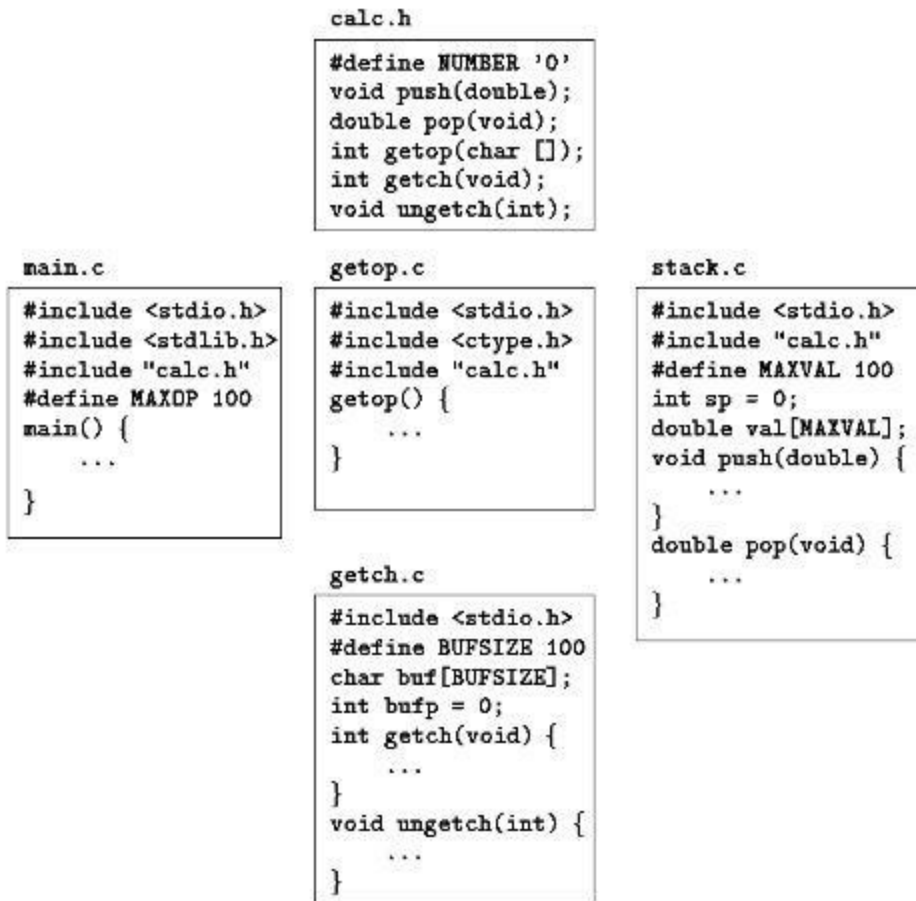 calc.h
#define NUMBER '0'
void push(double);
double pop(void);
int getop(char []);
int getch(void);
void ungetch(int);
main.c
#include <stdio.h>
#include <stdlib.h>
#include "calc.h"
#define MAXOP 100
main() {
...
}
getop.c
#include <stdio.h>
#include <ctype.h>
#include "calc.h"
getop() {
...
}
stack.c
#include <stdio.h>
#include "calc.h"
#define MAXVAL 100
int sp = 0;
double val[MAXVAL];
void push(double) {
...
}
double pop(void) {
...
}
getch.c
#include <stdio.h>
#define BUFSIZE 100
char buf[BUFSIZE];
int bufp = 0;
int getch(void) {
...
}
void ungetch(int) {
...
}